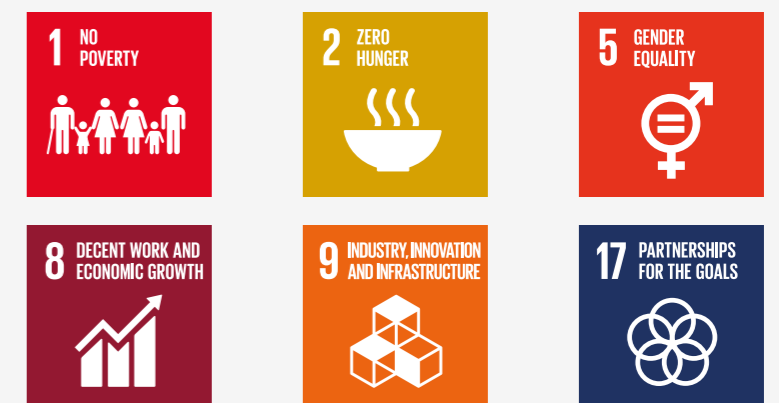 1 NO
POVERTY
2 ZERO
HUNGER
5 GENDER
EQUALITY
8 DECENT WORK AND
ECONOMIC GROWTH
9 INDUSTRY, INNOVATION
AND INFRASTRUCTURE
17 PARTNERSHIPS
FOR THE GOALS